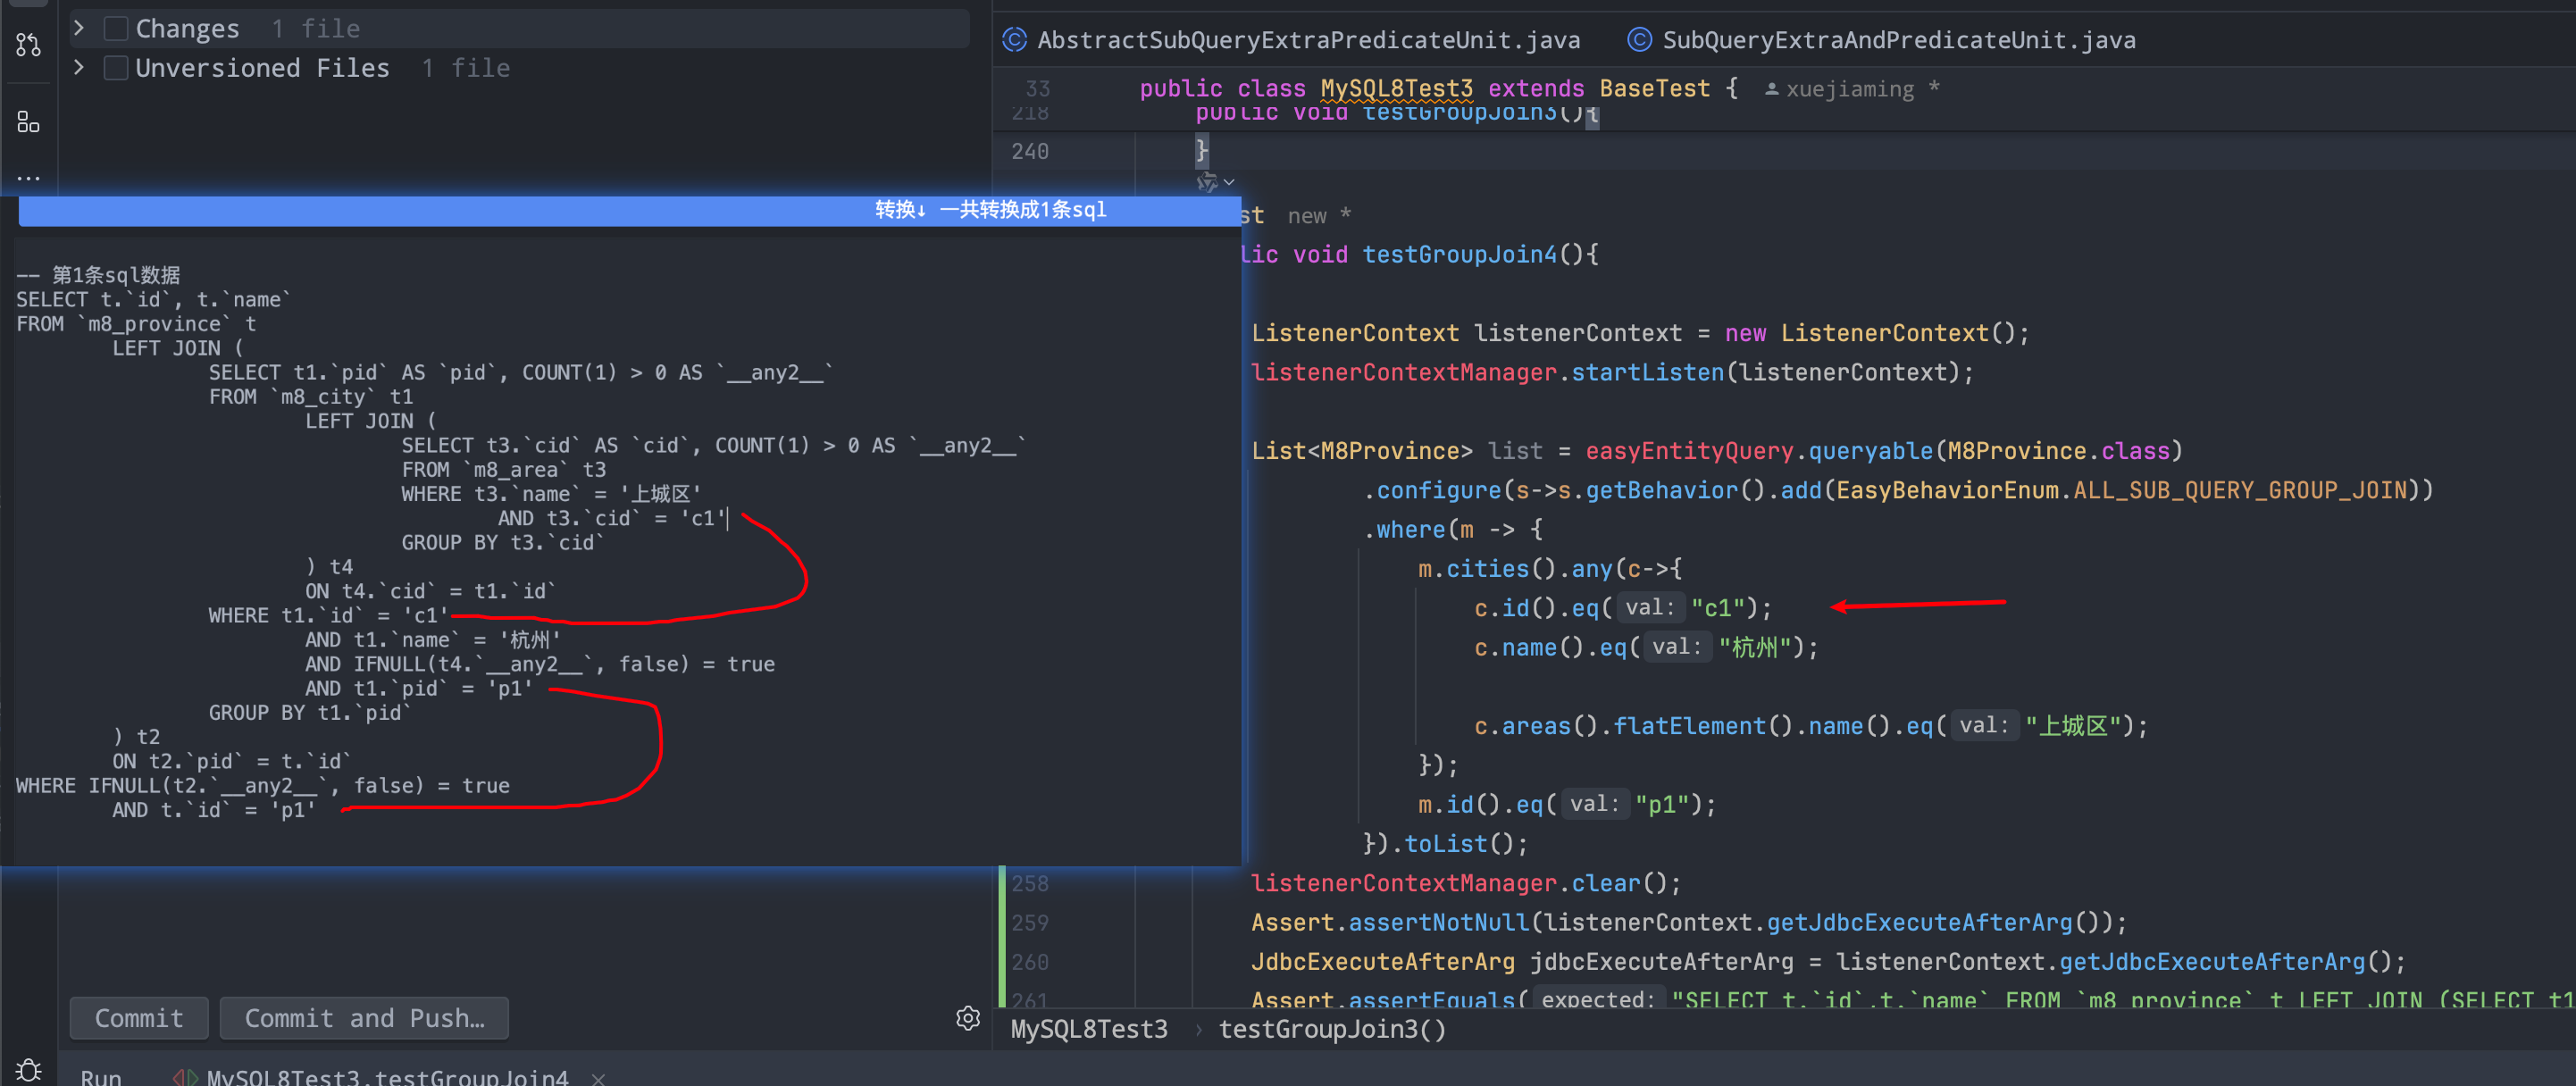 Changes 1 file
Unversioned Files 1 file
AbstractSubQueryExtraPredicateUnit.java SubQueryExtraAndPredicateUnit.java
33 public class MySQL8Test3 extends BaseTest { xuejiaming *
218 public void testGroupJoin3(){
240 }
转换↓ 一共转换成1条sql
-- 第1条sql数据
SELECT t.`id`, t.`name`
FROM `m8_province` t
LEFT JOIN (
SELECT t1.`pid` AS `pid`, COUNT(1) > 0 AS `__any2__`
FROM `m8_city` t1
LEFT JOIN (
SELECT t3.`cid` AS `cid`, COUNT(1) > 0 AS `__any2__`
FROM `m8_area` t3
WHERE t3.`name` = '上城区'
AND t3.`cid` = 'c1'
GROUP BY t3.`cid`
) t4
ON t4.`cid` = t1.`id`
WHERE t1.`id` = 'c1'
AND t1.`name` = '杭州'
AND IFNULL(t4.`__any2__`, false) = true
AND t1.`pid` = 'p1'
GROUP BY t1.`pid`
) t2
ON t2.`pid` = t.`id`
WHERE IFNULL(t2.`__any2__`, false) = true
AND t.`id` = 'p1'
st new *
lic void testGroupJoin4(){
ListenerContext listenerContext = new ListenerContext();
listenerContextManager.startListen(listenerContext);
List<M8Province> list = easyEntityQuery.queryable(M8Province.class)
.configure(s->s.getBehavior().add(EasyBehaviorEnum.ALL_SUB_QUERY_GROUP_JOIN))
.where(m -> {
m.cities().any(c->{
c.id().eq( val: "c1");
c.name().eq( val: "杭州");
c.areas().flatElement().name().eq( val: "上城区");
});
m.id().eq( val: "p1");
}).toList();
258 listenerContextManager.clear();
259 Assert.assertNotNull(listenerContext.getJdbcExecuteAfterArg());
260 JdbcExecuteAfterArg jdbcExecuteAfterArg = listenerContext.getJdbcExecuteAfterArg();
261 Assert.assertEquals( expected: "SELECT t.`id`,t.`name` FROM `m8_province` t LEFT JOIN (SELECT t1
Commit Commit and Push...
MySQL8Test3 › testGroupJoin3()
Run MySQL8Test3.testGroupJoin4 ×